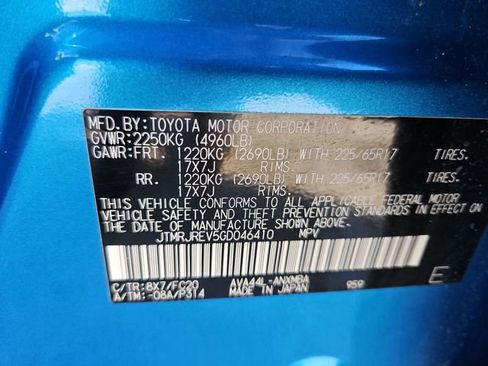 MFD. BY: TOYOTA MOTOR CORPORATION
GVWR: 2250KG (4960LB)
GAWR: FRT. 1220KG (2690LB) WITH 225/65R17 TIRES.
17X7J RIMS.
RR. 1220KG (2690LB) WITH 225/65R17 TIRES.
17X7J RIMS.
THIS VEHICLE CONFORMS TO ALL APPLICABLE FEDERAL MOTOR
VEHICLE SAFETY AND THEFT PREVENTION STANDARDS IN EFFECT ON THE DATE OF
MANUFACTURE SHOWN ABOVE.
JTMRJREV5GD046410 MPV
C/TR: 8X7/FC20 AVA44L-ANXMBA 959
A/TM: -08A/P314 MADE IN JAPAN E